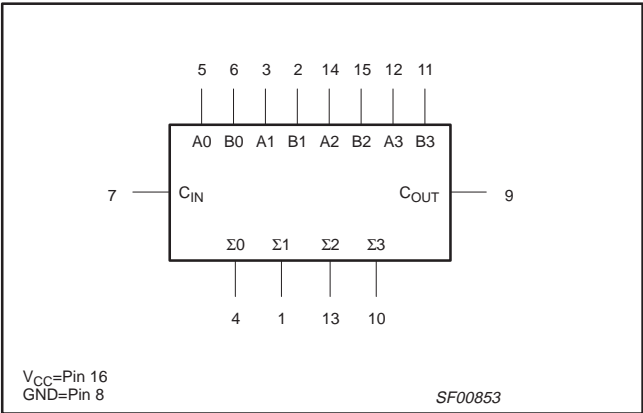 5 6 3 2 14 15 12 11
A0 B0 A1 B1 A2 B2 A3 B3
7 CIN COUT 9
Σ0 Σ1 Σ2 Σ3
4 1 13 10
VCC=Pin 16
GND=Pin 8
SF00853